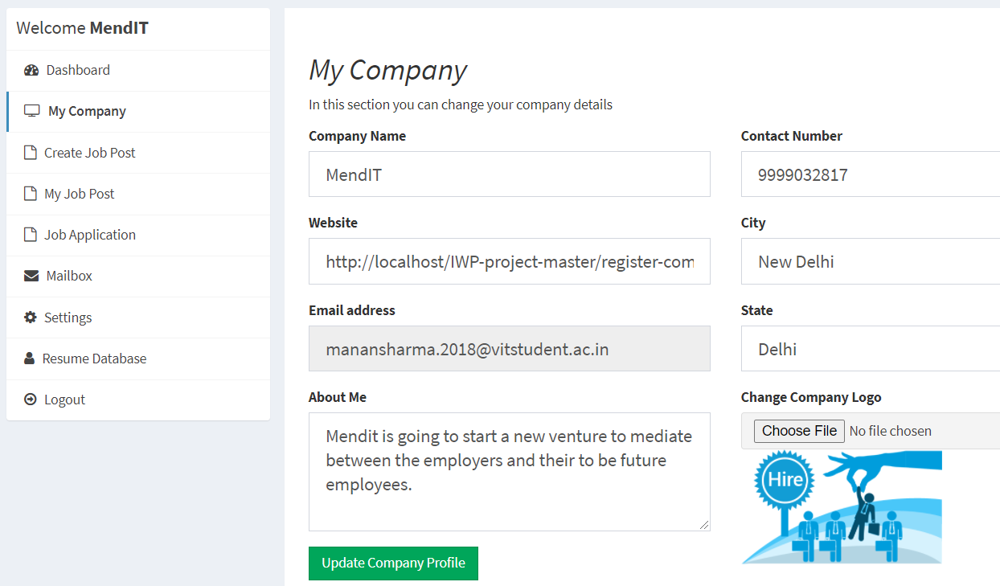 Welcome MendIT
Dashboard
My Company
Create Job Post
My Job Post
Job Application
Mailbox
Settings
Resume Database
Logout
My Company
In this section you can change your company details
Company Name
MendIT
Website
http://localhost/IWP-project-master/register-com
Email address
manansharma.2018@vitstudent.ac.in
About Me
Mendit is going to start a new venture to mediate
between the employers and their to be future
employees.
Update Company Profile
Contact Number
9999032817
City
New Delhi
State
Delhi
Change Company Logo
Choose File No file chosen
Hire